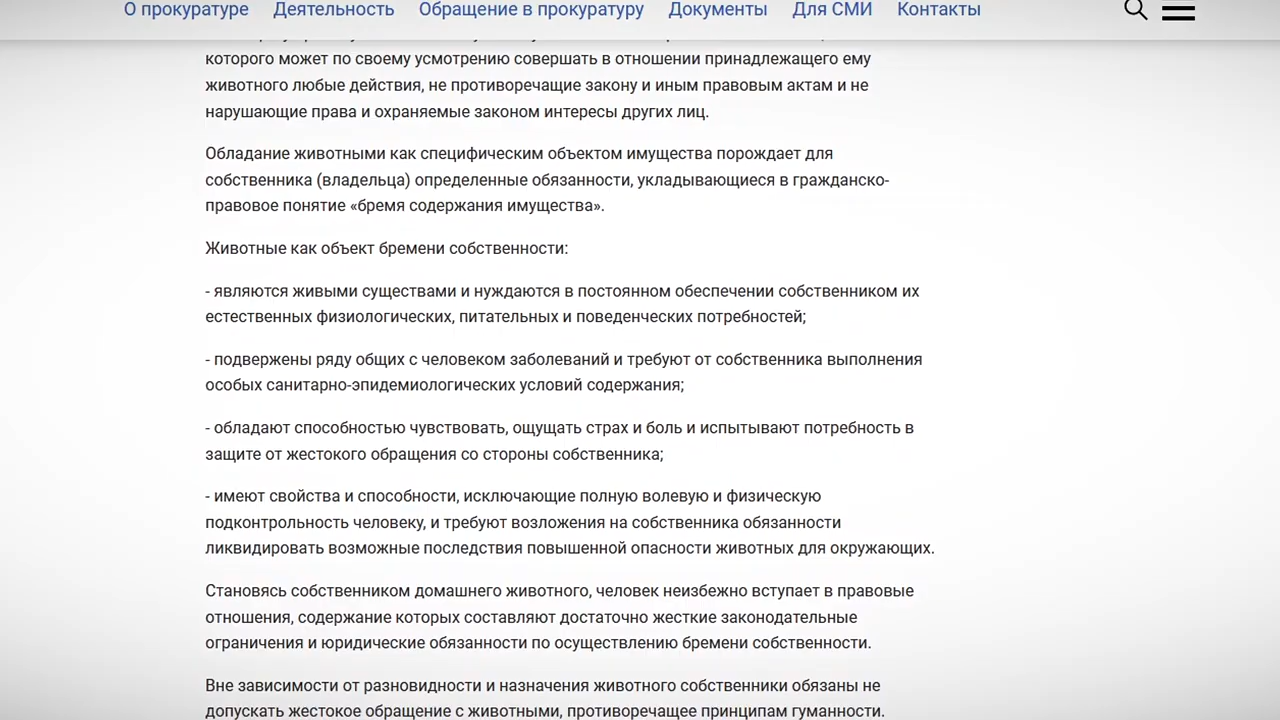 О прокуратуре Деятельность Обращение в прокуратуру Документы Для СМИ Контакты
которого может по своему усмотрению совершать в отношении принадлежащего ему
животного любые действия, не противоречащие закону и иным правовым актам и не
нарушающие права и охраняемые законом интересы других лиц.
Обладание животными как специфическим объектом имущества порождает для
собственника (владельца) определенные обязанности, укладывающиеся в гражданско-
правовое понятие «бремя содержания имущества».
Животные как объект бремени собственности:
- являются живыми существами и нуждаются в постоянном обеспечении собственником их
естественных физиологических, питательных и поведенческих потребностей;
- подвержены ряду общих с человеком заболеваний и требуют от собственника выполнения
особых санитарно-эпидемиологических условий содержания;
- обладают способностью чувствовать, ощущать страх и боль и испытывают потребность в
защите от жестокого обращения со стороны собственника;
- имеют свойства и способности, исключающие полную волевую и физическую
подконтрольность человеку, и требуют возложения на собственника обязанности
ликвидировать возможные последствия повышенной опасности животных для окружающих.
Становясь собственником домашнего животного, человек неизбежно вступает в правовые
отношения, содержание которых составляют достаточно жесткие законодательные
ограничения и юридические обязанности по осуществлению бремени собственности.
Вне зависимости от разновидности и назначения животного собственники обязаны не
допускать жестокое обращение с животными, противоречащее принципам гуманности.